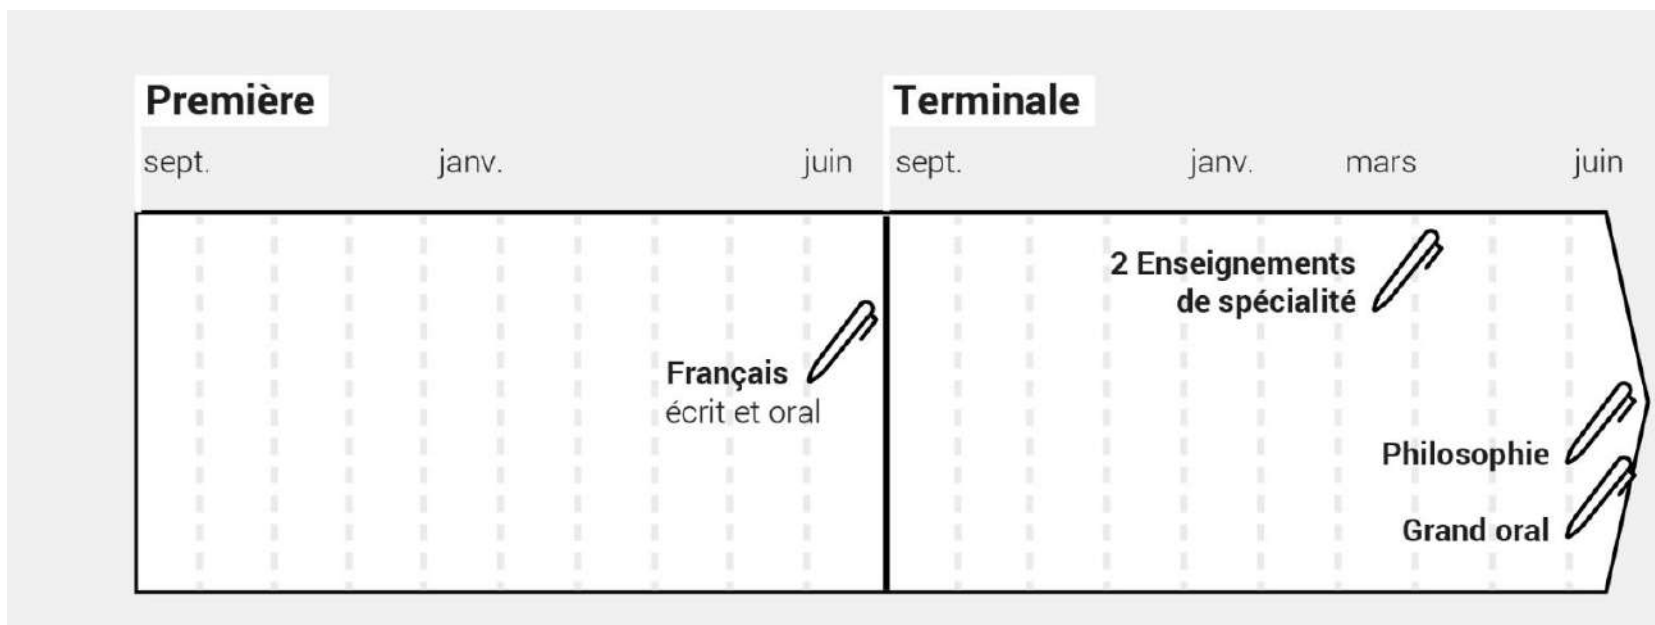 Première
Terminale
sept.
janv.
juin
sept.
janv.
mars
juin
2 Enseignements
de spécialité
Français
écrit et oral
Philosophie
Grand oral